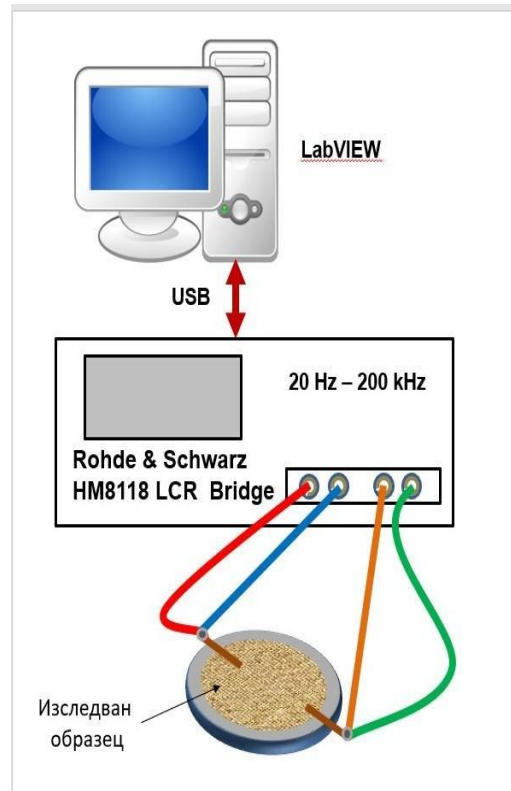 LabVIEW
USB
20 Hz – 200 kHz
Rohde & Schwarz
HM8118 LCR Bridge
Изследван
образец